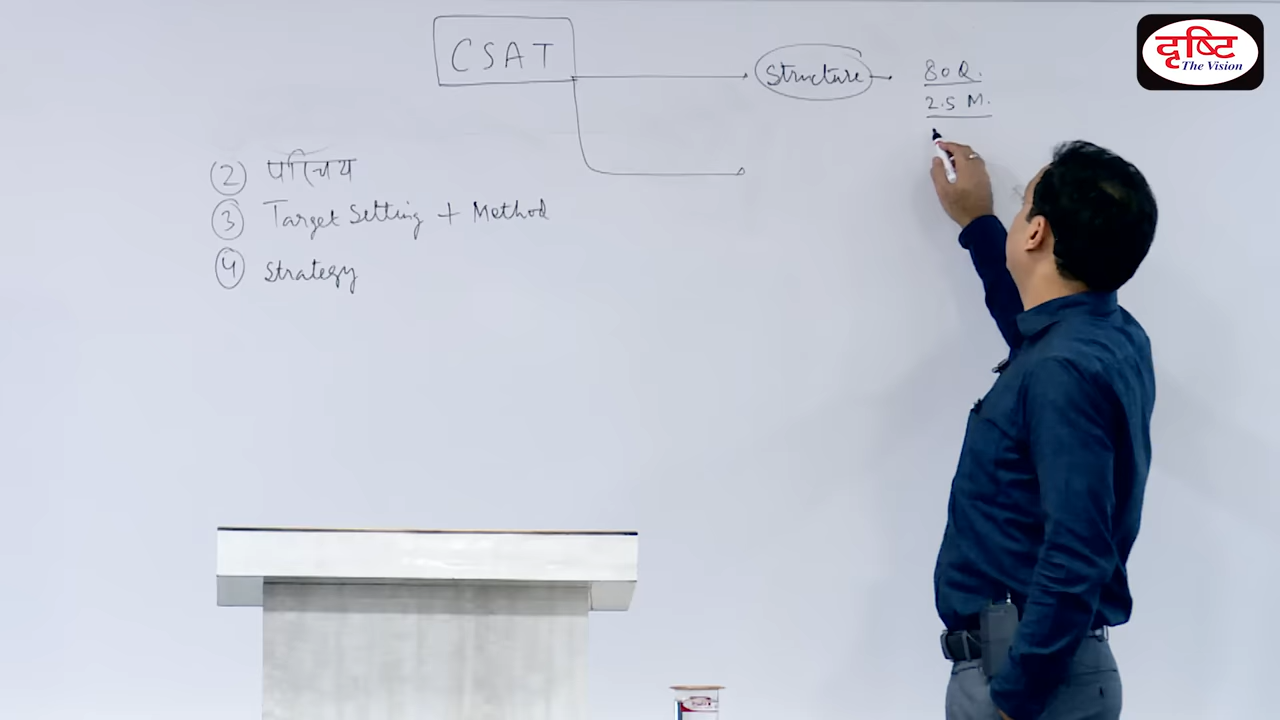 CSAT
Structure
80 Q.
2.5 M.
(2) परिचय
(3) Target Setting + Method
(4) Strategy
दृष्टि
The Vision